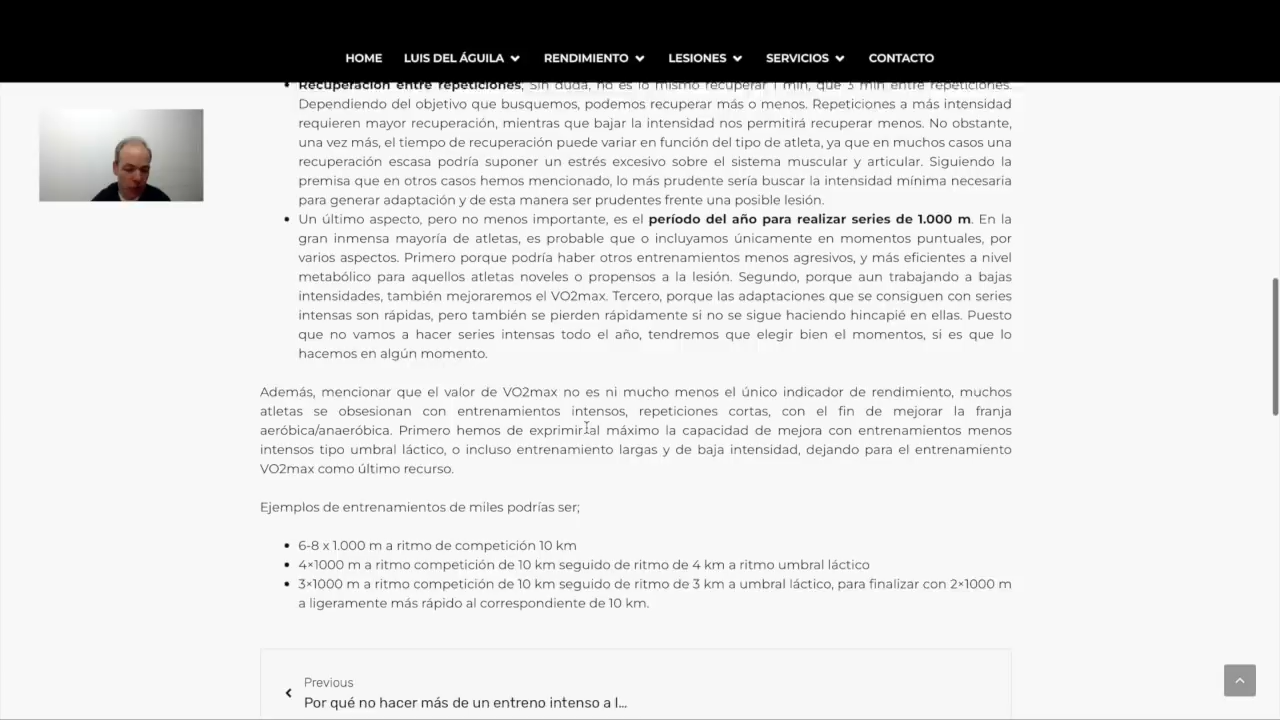 HOME LUIS DEL ÁGUILA RENDIMIENTO LESIONES SERVICIOS CONTACTO
Recuperación entre repeticiones; Sin duda, no es lo mismo recuperar 1 min, que 3 min entre repeticiones.
Dependiendo del objetivo que busquemos, podemos recuperar más o menos. Repeticiones a más intensidad
requieren mayor recuperación, mientras que bajar la intensidad nos permitirá recuperar menos. No obstante,
una vez más, el tiempo de recuperación puede variar en función del tipo de atleta, ya que en muchos casos una
recuperación escasa podría suponer un estrés excesivo sobre el sistema muscular y articular. Siguiendo la
premisa que en otros casos hemos mencionado, lo más prudente sería buscar la intensidad mínima necesaria
para generar adaptación y de esta manera ser prudentes frente una posible lesión.
Un último aspecto, pero no menos importante, es el período del año para realizar series de 1.000 m. En la
gran inmensa mayoría de atletas, es probable que o incluyamos únicamente en momentos puntuales, por
varios aspectos. Primero porque podría haber otros entrenamientos menos agresivos, y más eficientes a nivel
metabólico para aquellos atletas noveles o propensos a la lesión. Segundo, porque aun trabajando a bajas
intensidades, también mejoraremos el VO2max. Tercero, porque las adaptaciones que se consiguen con series
intensas son rápidas, pero también se pierden rápidamente si no se sigue haciendo hincapié en ellas. Puesto
que no vamos a hacer series intensas todo el año, tendremos que elegir bien el momentos, si es que lo
hacemos en algún momento.
Además, mencionar que el valor de VO2max no es ni mucho menos el único indicador de rendimiento, muchos
atletas se obsesionan con entrenamientos intensos, repeticiones cortas, con el fin de mejorar la franja
aeróbica/anaeróbica. Primero hemos de exprimir al máximo la capacidad de mejora con entrenamientos menos
intensos tipo umbral láctico, o incluso entrenamiento largas y de baja intensidad, dejando para el entrenamiento
VO2max como último recurso.
Ejemplos de entrenamientos de miles podrías ser;
6-8 x 1.000 m a ritmo de competición 10 km
4×1000 m a ritmo competición de 10 km seguido de ritmo de 4 km a ritmo umbral láctico
3×1000 m a ritmo competición de 10 km seguido de ritmo de 3 km a umbral láctico, para finalizar con 2×1000 m
a ligeramente más rápido al correspondiente de 10 km.
Previous
Por qué no hacer más de un entreno intenso a l...